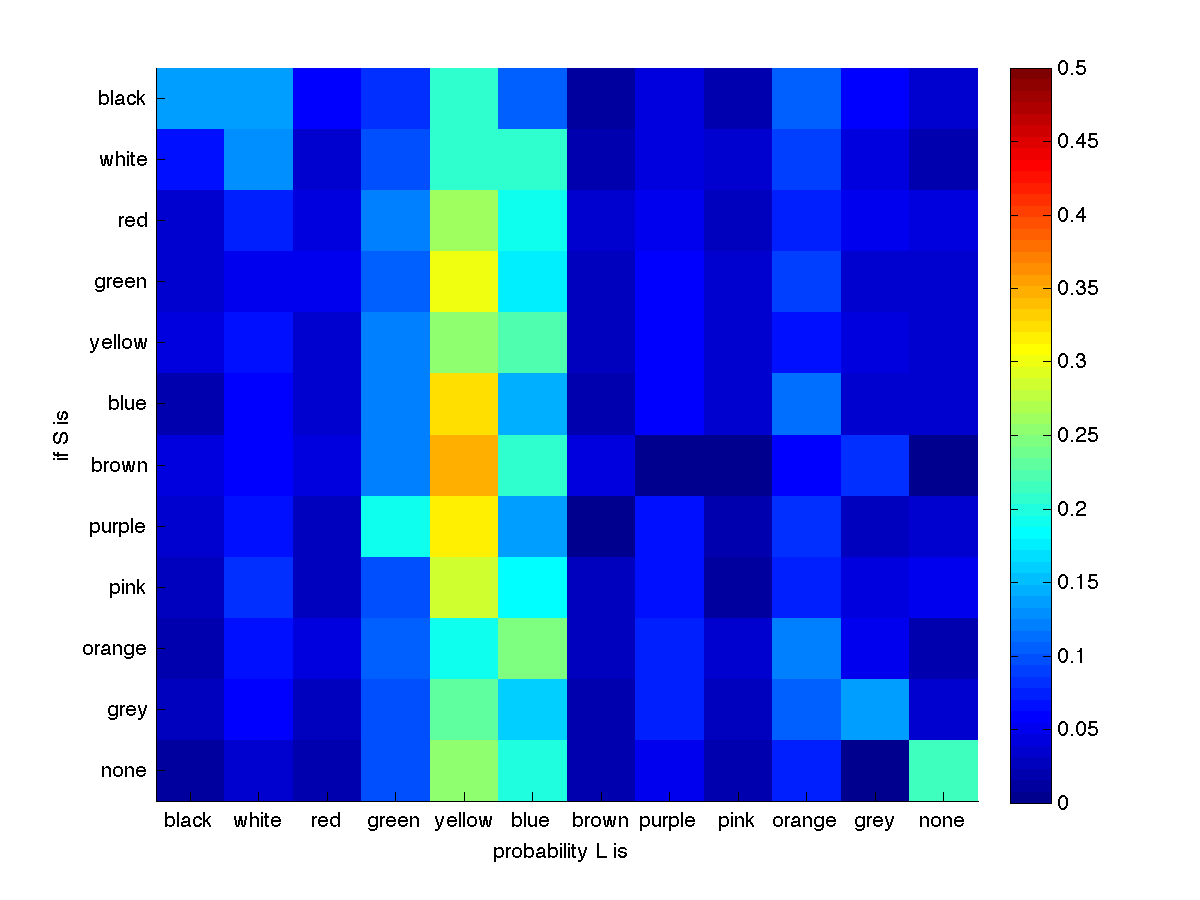 black
white
red
green
yellow
blue
brown
purple
pink
orange
grey
none
if S is
black white red green yellow blue brown purple pink orange grey none
probability L is
0.5
0.45
0.4
0.35
0.3
0.25
0.2
0.15
0.1
0.05
0